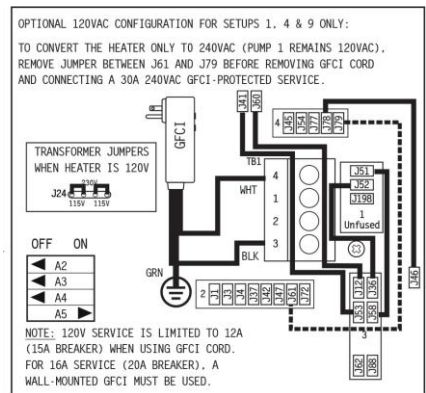 OPTIONAL 120VAC CONFIGURATION FOR SETUPS 1, 4 & 9 ONLY:
TO CONVERT THE HEATER ONLY TO 240VAC (PUMP 1 REMAINS 120VAC),
REMOVE JUMPER BETWEEN J61 AND J79 BEFORE REMOVING GFCI CORD
AND CONNECTING A 30A 240VAC GFCI-PROTECTED SERVICE.
GFCI
J41
J60
4 J45 J54 J77 J78 J79
TRANSFORMER JUMPERS
WHEN HEATER IS 120V
230V
J24
115V 115V
TB1
WHT
4
1
2
3
BLK
GRN
J51
J52
J198
1
Unfused
OFF ON
A2
A3
A4
A5
2 J1 J3 J4 J37 J42 J47 J61 J72
J12 J36
J53 J58
3
J62 J88
J46
NOTE: 120V SERVICE IS LIMITED TO 12A
(15A BREAKER) WHEN USING GFCI CORD.
FOR 16A SERVICE (20A BREAKER), A
WALL-MOUNTED GFCI MUST BE USED.